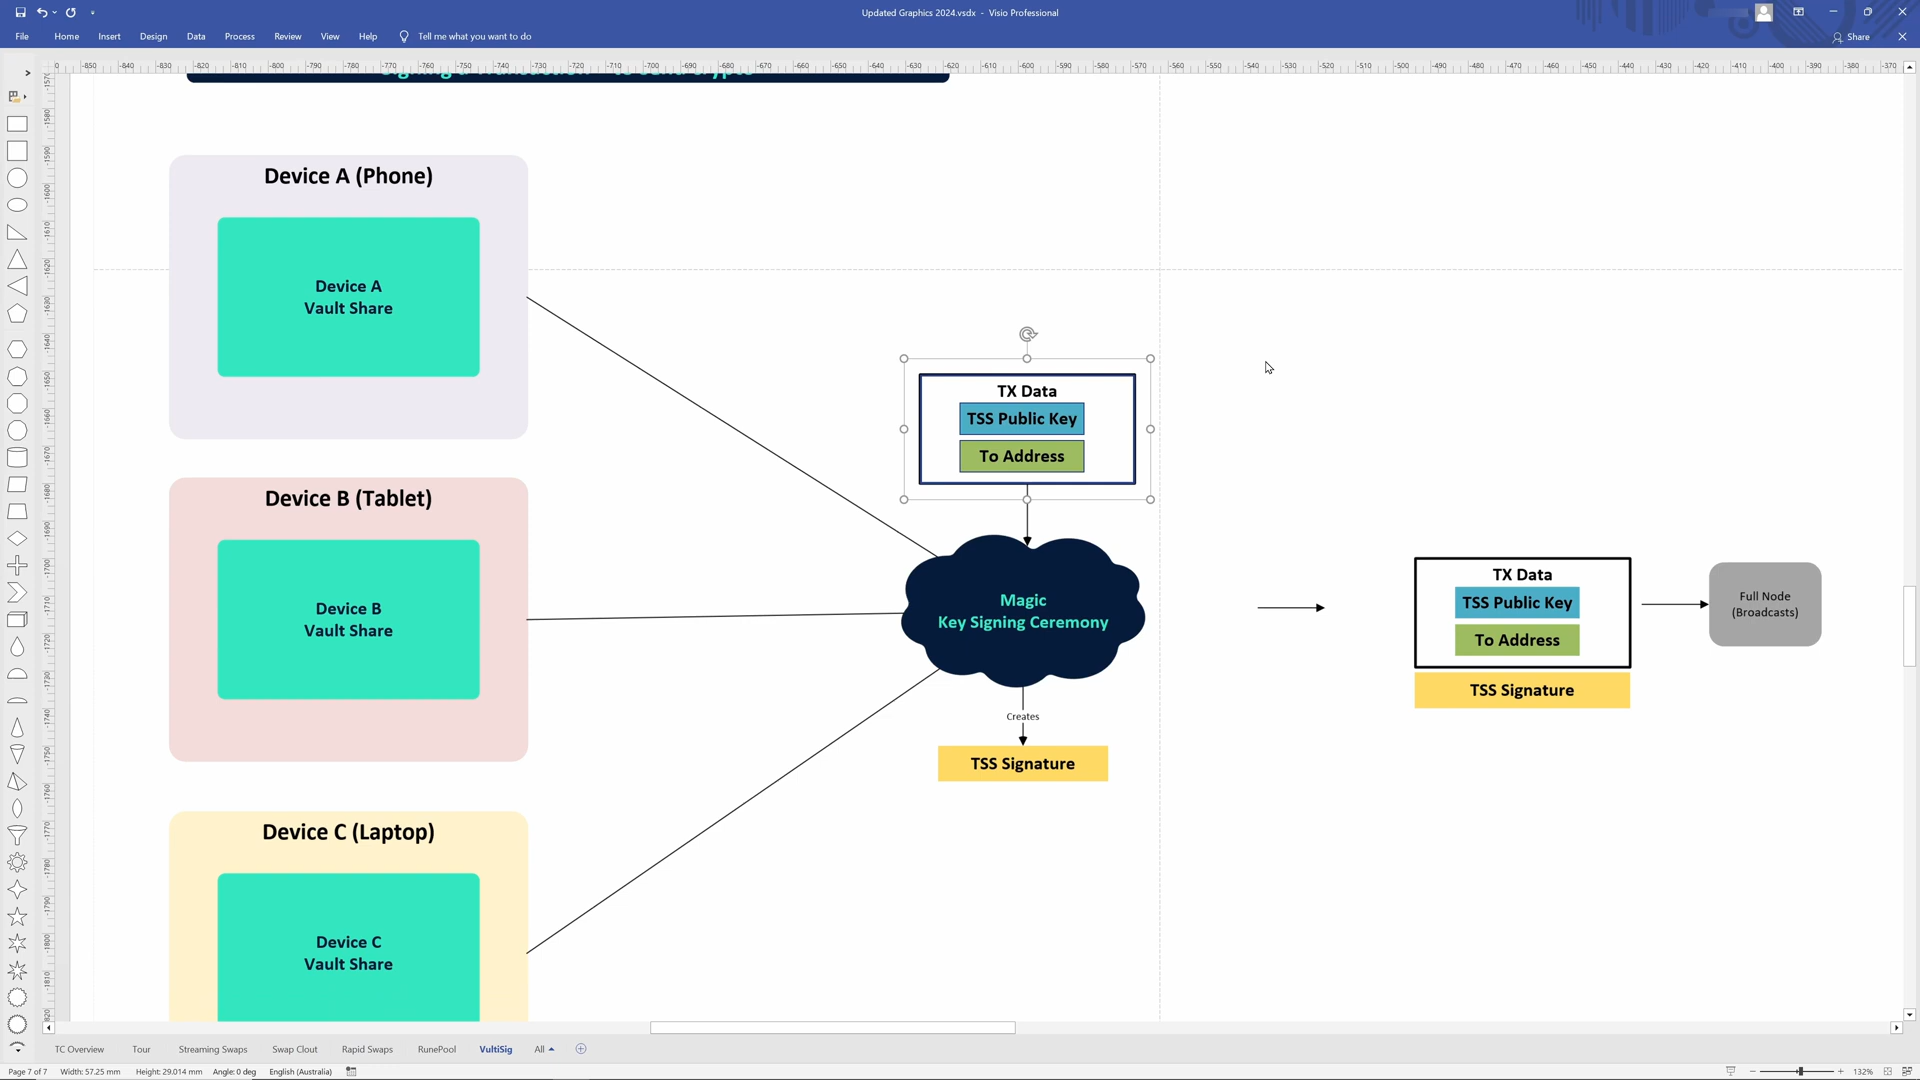 Updated Graphics 2024.vsdx - Visio Professional
File Home Insert Design Data Process Review View Help Tell me what you want to do
Share
Device A (Phone)
Device A
Vault Share
TX Data
TSS Public Key
To Address
Device B (Tablet)
Device B
Vault Share
Magic
Key Signing Ceremony
Creates
TSS Signature
TX Data
TSS Public Key
To Address
TSS Signature
Full Node
(Broadcasts)
Device C (Laptop)
Device C
Vault Share
TC Overview Tour Streaming Swaps Swap Clout Rapid Swaps RunePool VultiSig All
Page 7 of 7 Width: 57.25 mm Height: 29.014 mm Angle: 0 deg English (Australia)
132%